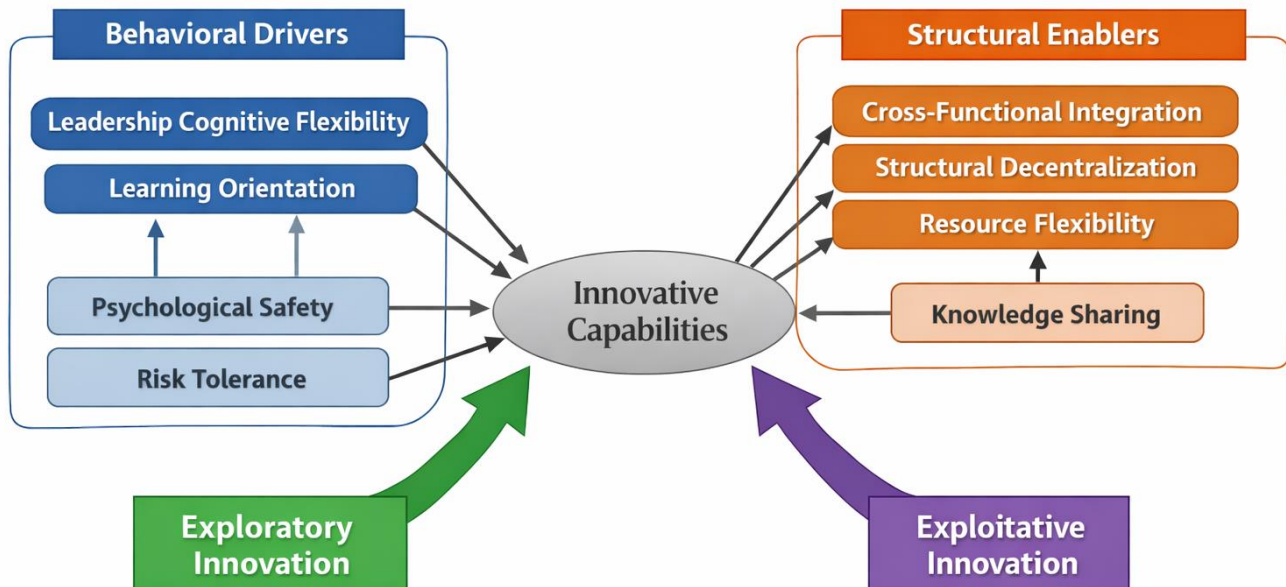 Behavioral Drivers
Leadership Cognitive Flexibility
Learning Orientation
Psychological Safety
Risk Tolerance
Innovative
Capabilities
Structural Enablers
Cross-Functional Integration
Structural Decentralization
Resource Flexibility
Knowledge Sharing
Exploratory
Innovation
Exploitative
Innovation